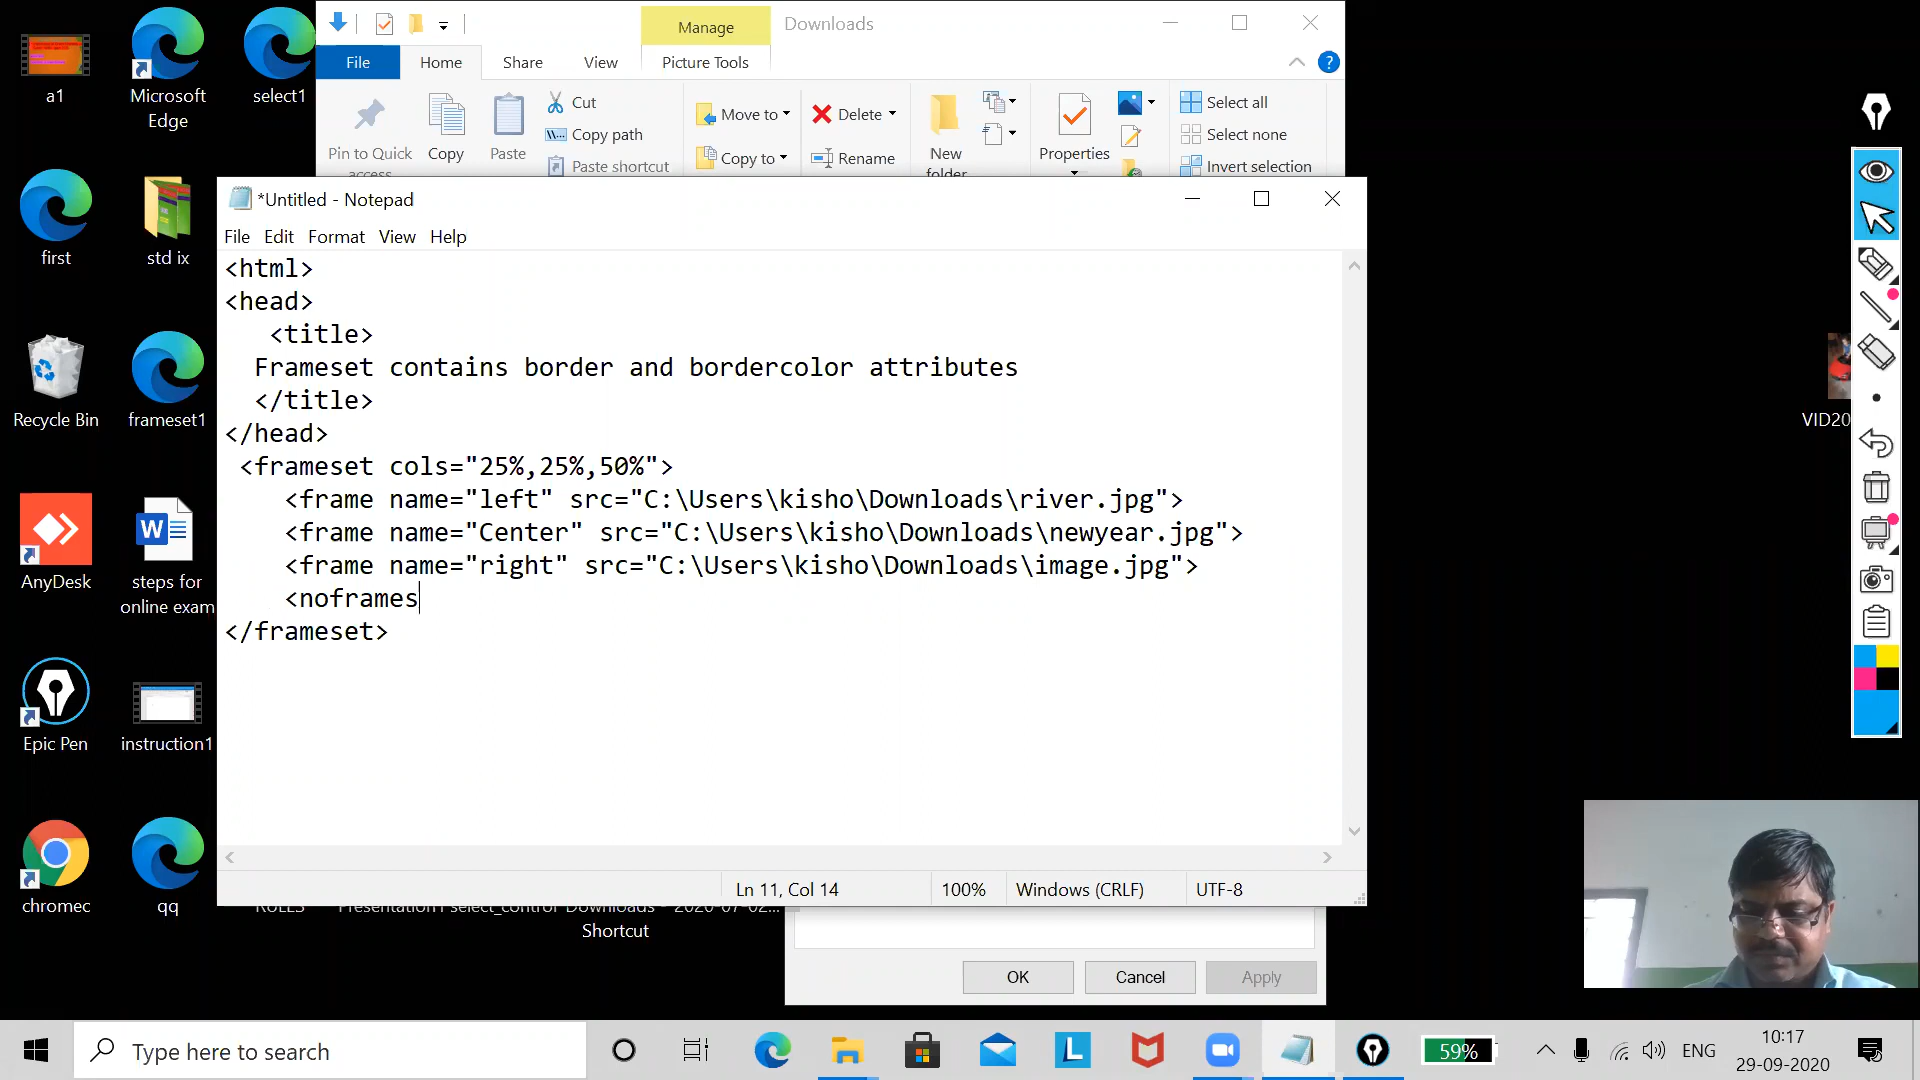 Manage
Downloads
File
Home
Share
View
Picture Tools
Pin to Quick
Copy
Paste
Cut
Copy path
Paste shortcut
Move to
Copy to
Delete
Rename
New
folder
Properties
Select all
Select none
Invert selection
*Untitled - Notepad
File Edit Format View Help
<html>
<head>
<title>
Frameset contains border and bordercolor attributes
</title>
</head>
<frameset cols="25%,25%,50%">
<frame name="left" src="C:\Users\kisho\Downloads\river.jpg">
<frame name="Center" src="C:\Users\kisho\Downloads\newyear.jpg">
<frame name="right" src="C:\Users\kisho\Downloads\image.jpg">
<noframes
</frameset>
Ln 11, Col 14
100%
Windows (CRLF)
UTF-8
a1
Microsoft
Edge
select1
first
std ix
Recycle Bin
frameset1
AnyDesk
steps for
online exam
Epic Pen
instruction1
chromec
qq
Shortcut
VID20
OK
Cancel
Apply
Type here to search
59%
ENG
10:17
29-09-2020